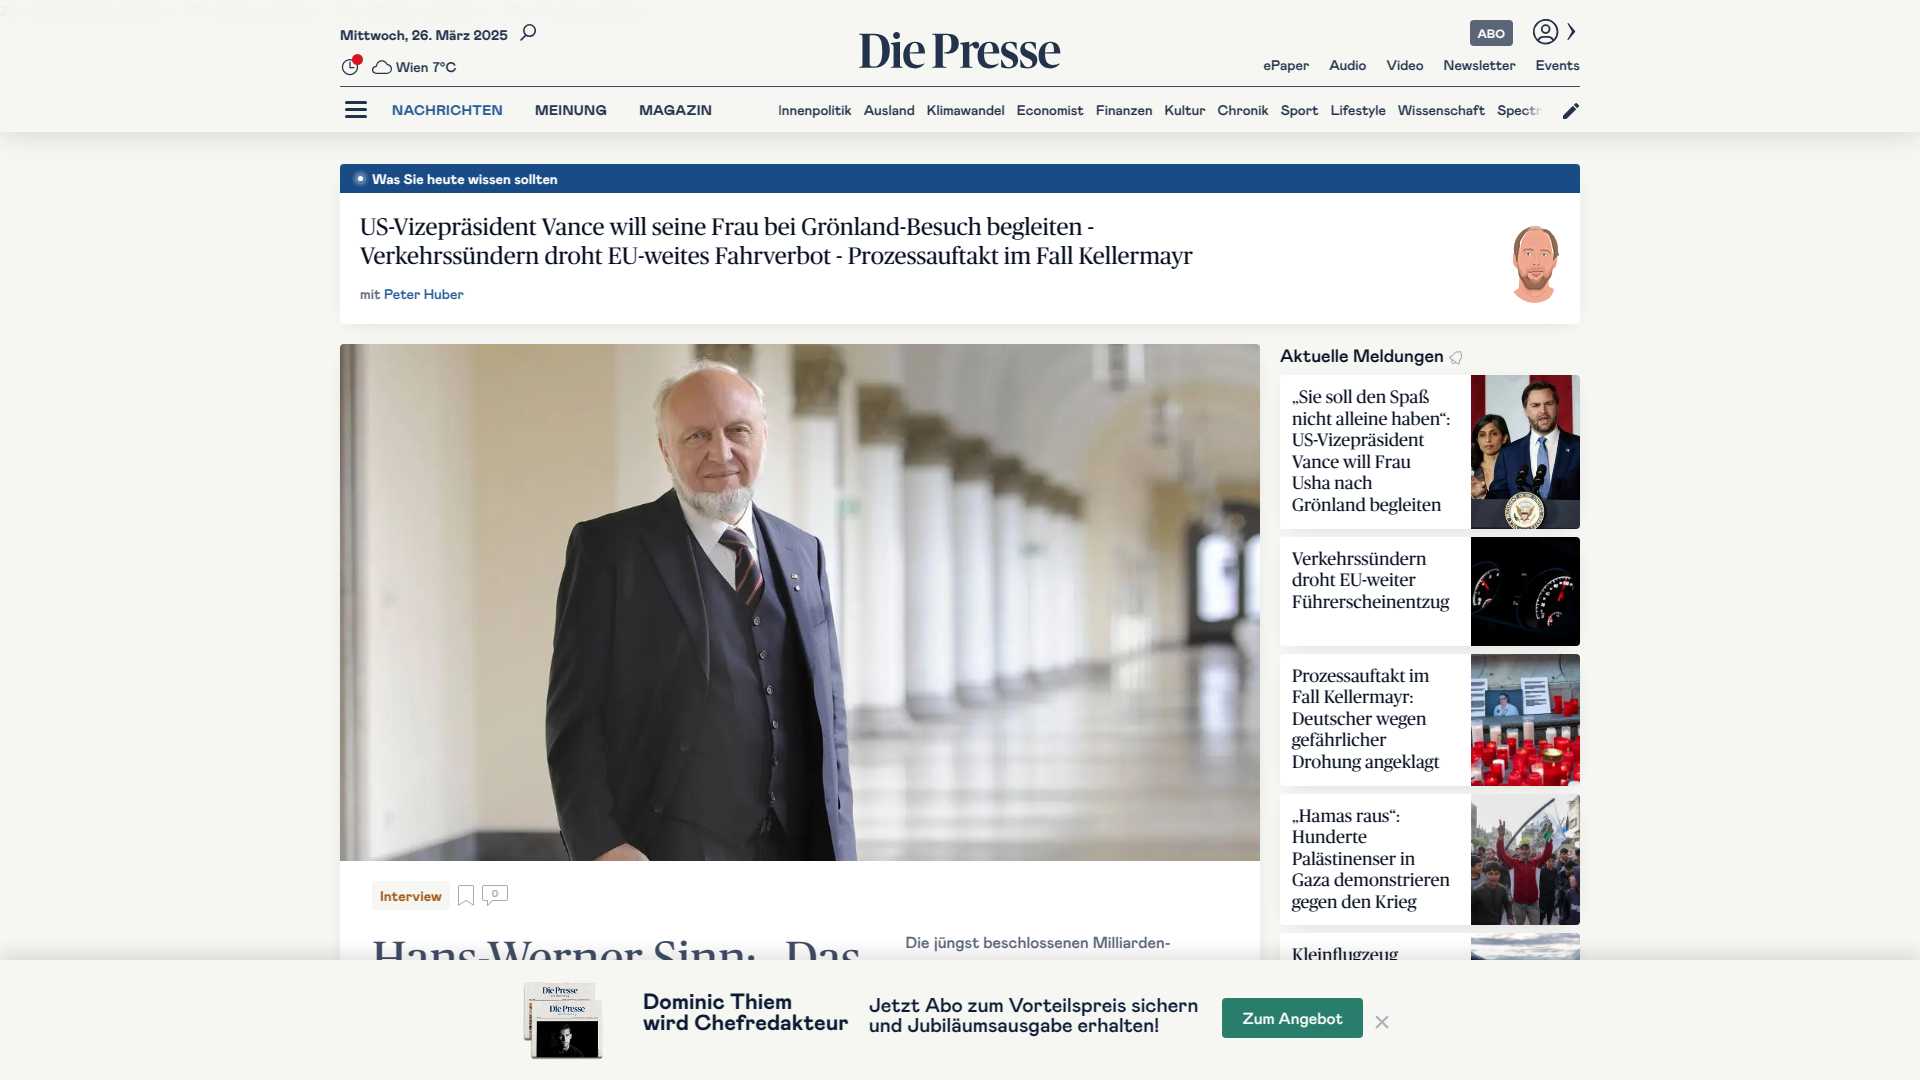 Mittwoch, 26. März 2025
Wien 7°C
Die Presse
ABO
ePaper Audio Video Newsletter Events
NACHRICHTEN MEINUNG MAGAZIN
Innenpolitik Ausland Klimawandel Economist Finanzen Kultur Chronik Sport Lifestyle Wissenschaft Spectr
Was Sie heute wissen sollten
US-Vizepräsident Vance will seine Frau bei Grönland-Besuch begleiten -
Verkehrssündern droht EU-weites Fahrverbot - Prozessauftakt im Fall Kellermayr
mit Peter Huber
Interview
0
Hans-Werner Sinn: „Das
Die jüngst beschlossenen Milliarden-
Aktuelle Meldungen
„Sie soll den Spaß
nicht alleine haben“:
US-Vizepräsident
Vance will Frau
Usha nach
Grönland begleiten
Verkehrssündern
droht EU-weiter
Führerscheinentzug
Prozessauftakt im
Fall Kellermayr:
Deutscher wegen
gefährlicher
Drohung angeklagt
„Hamas raus“:
Hunderte
Palästinenser in
Gaza demonstrieren
gegen den Krieg
Kleinflugzeug
Die Presse
Die Presse
Dominic Thiem
wird Chefredakteur
Jetzt Abo zum Vorteilspreis sichern
und Jubiläumsausgabe erhalten!
Zum Angebot